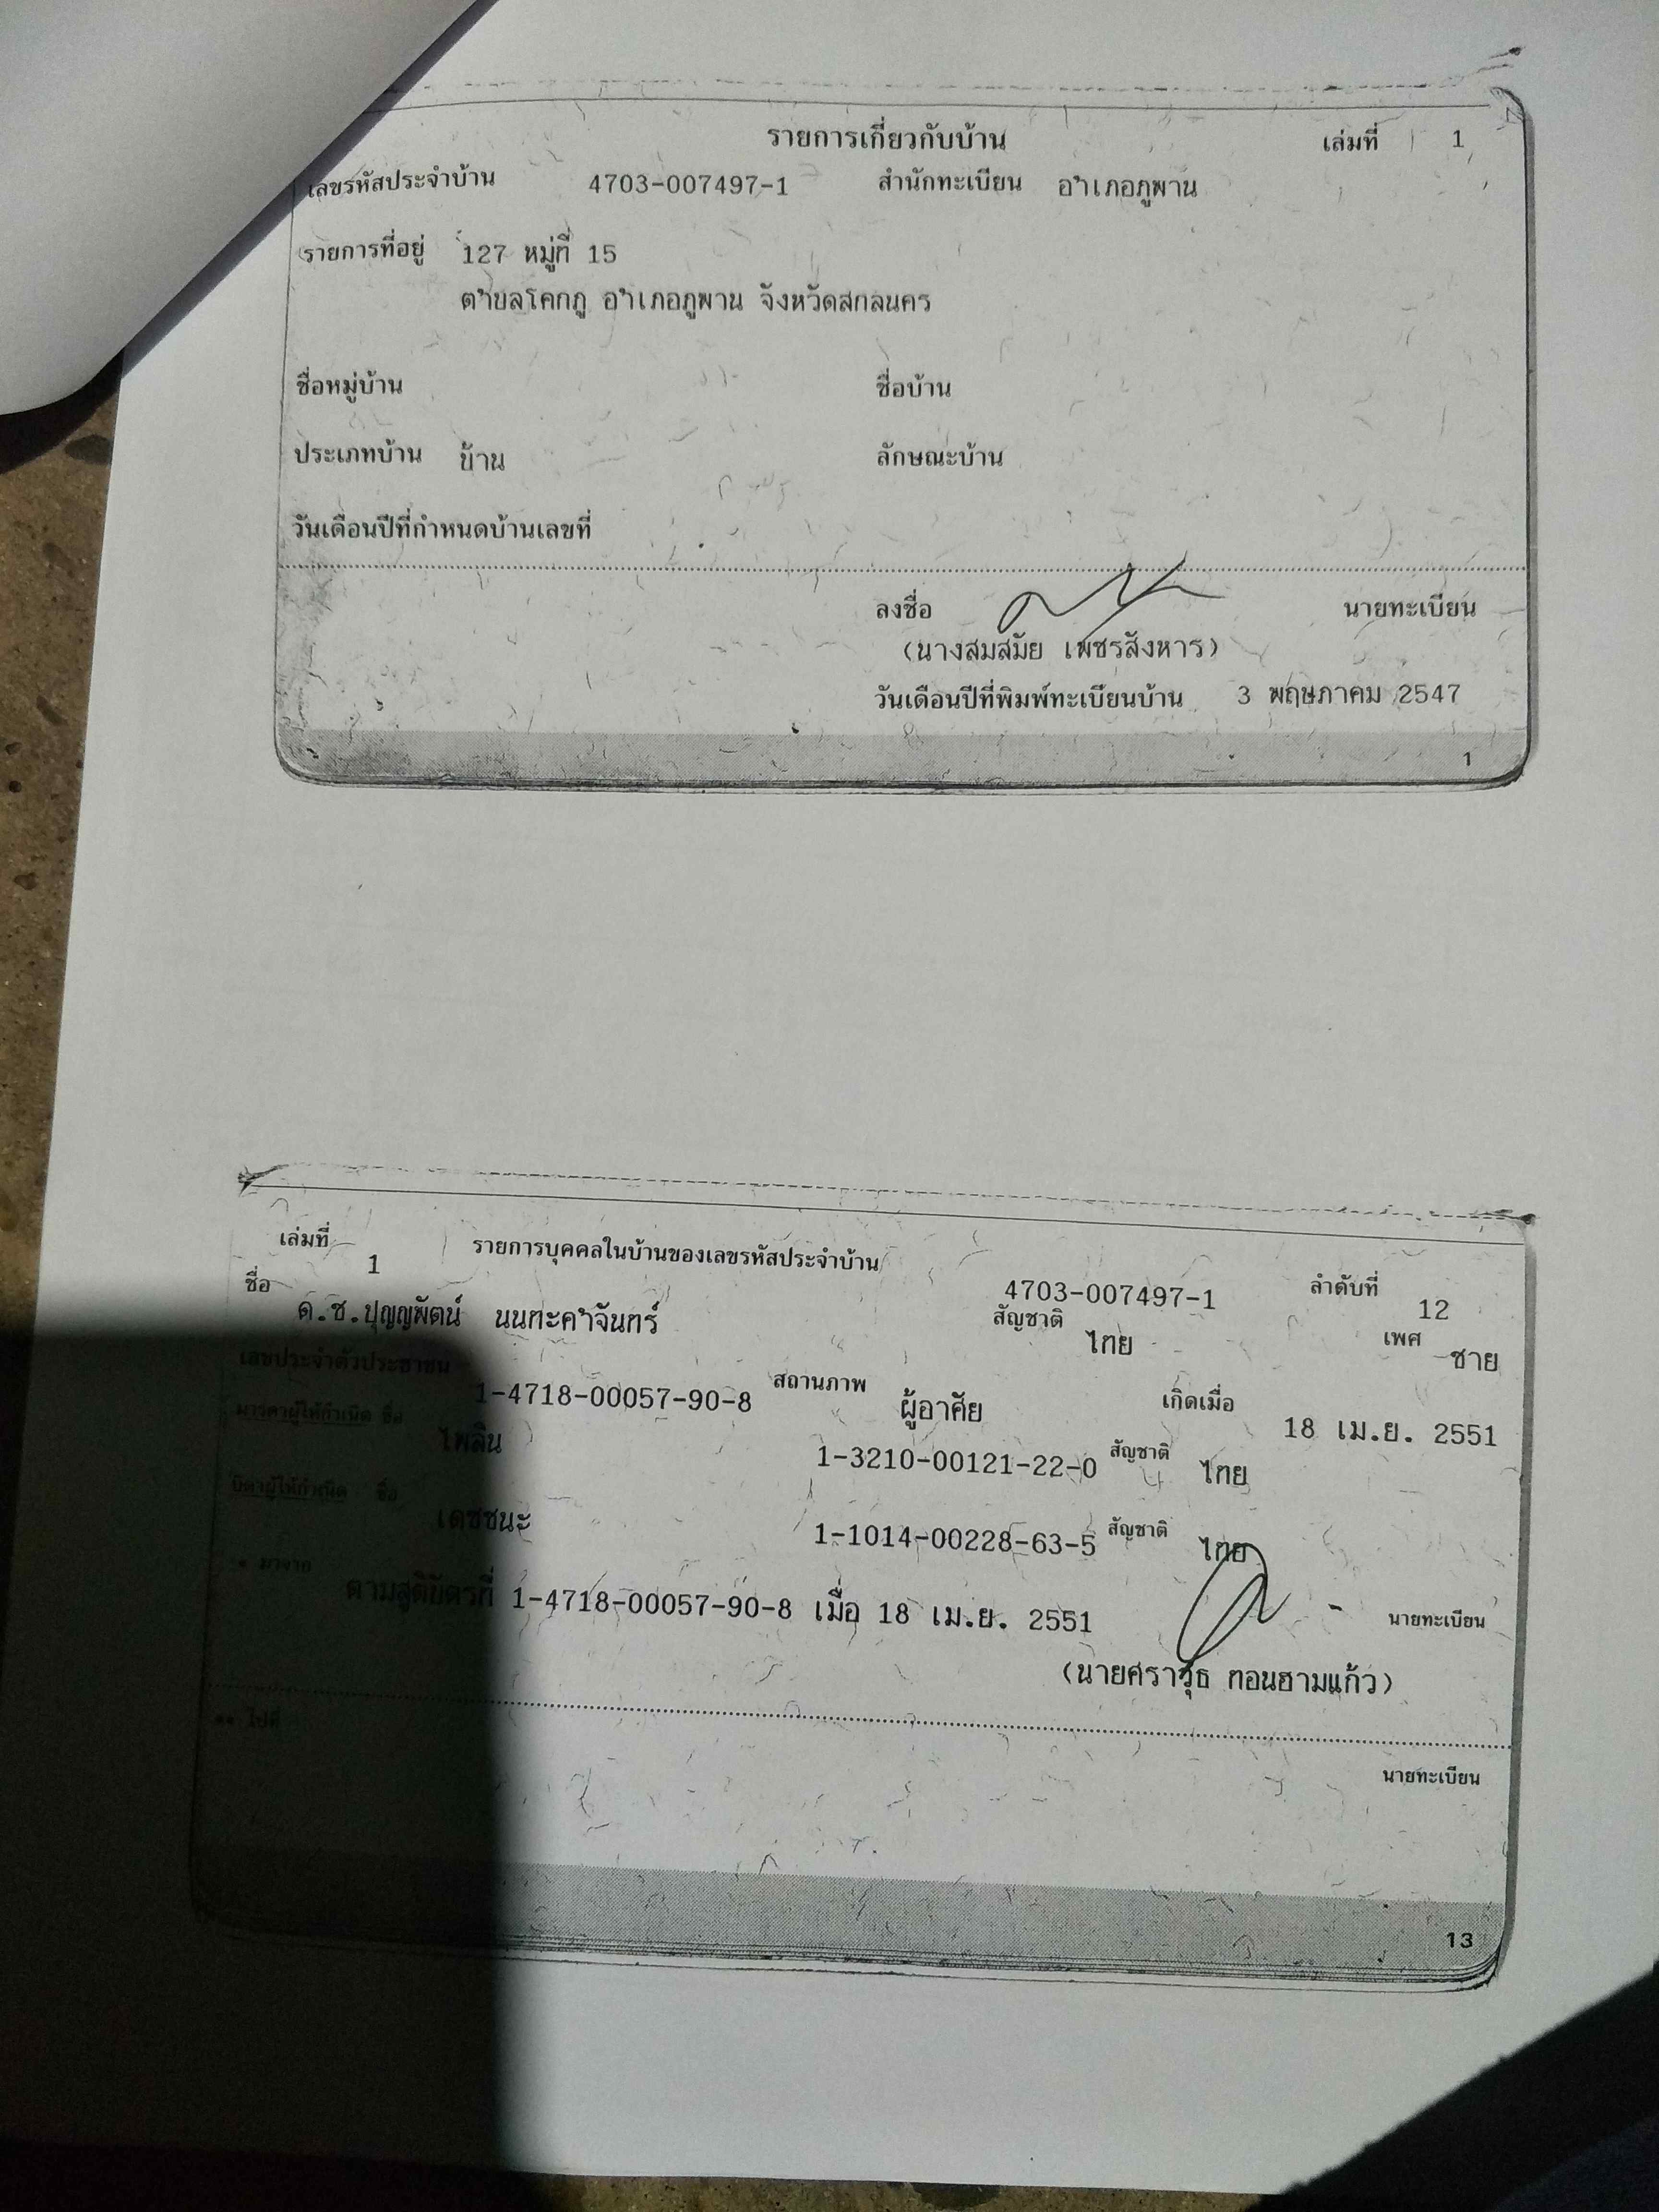 รายการเกี่ยวกับบ้าน เล่มที่ 1
เลขรหัสประจำบ้าน 4703-007497-1 สำนักทะเบียน อำเภอภูพาน
รายการที่อยู่ 127 หมู่ที่ 15
ตำบลโคกภู อำเภอภูพาน จังหวัดสกลนคร
ชื่อหมู่บ้าน ชื่อบ้าน
ประเภทบ้าน บ้าน ลักษณะบ้าน
วันเดือนปีที่กำหนดบ้านเลขที่
ลงชื่อ นายทะเบียน
(นางสมสมัย เพชรสังหาร)
วันเดือนปีที่พิมพ์ทะเบียนบ้าน 3 พฤษภาคม 2547
1
เล่มที่ 1 รายการบุคคลในบ้านของเลขรหัสประจำบ้าน 4703-007497-1 ลำดับที่ 12
ชื่อ ด.ช.ปุญญพัตน์ นนทะคำจันทร์ สัญชาติ ไทย เพศ ชาย
เลขประจำตัวประชาชน 1-4718-00057-90-8 สถานภาพ ผู้อาศัย เกิดเมื่อ 18 เม.ย. 2551
มารดาผู้ให้กำเนิด ชื่อ ไพลิน 1-3210-00121-22-0 สัญชาติ ไทย
บิดาผู้ให้กำเนิด ชื่อ เดชชนะ 1-1014-00228-63-5 สัญชาติ ไทย
* มาจาก ตามสูติบัตรที่ 1-4718-00057-90-8 เมื่อ 18 เม.ย. 2551 นายทะเบียน
(นายศราวุธ ทอนฮามแก้ว)
** ไปที่
นายทะเบียน
13